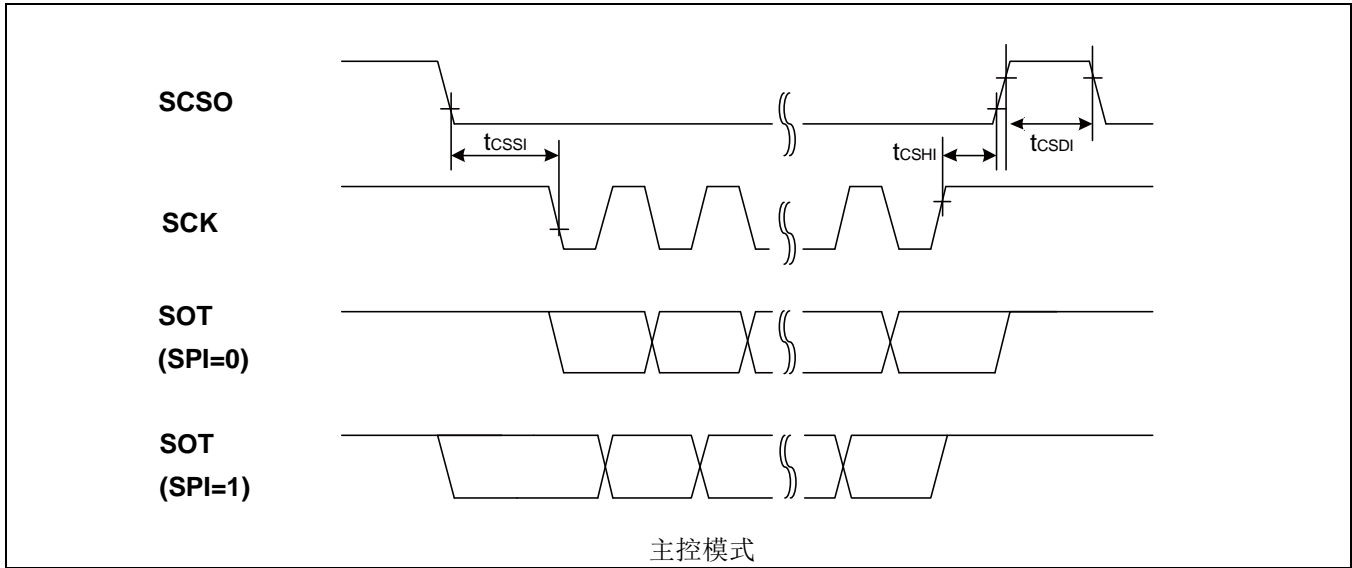 SCSO
tCSSI
tCSHI
tCSDI
SCK
SOT
(SPI=0)
SOT
(SPI=1)
主控模式